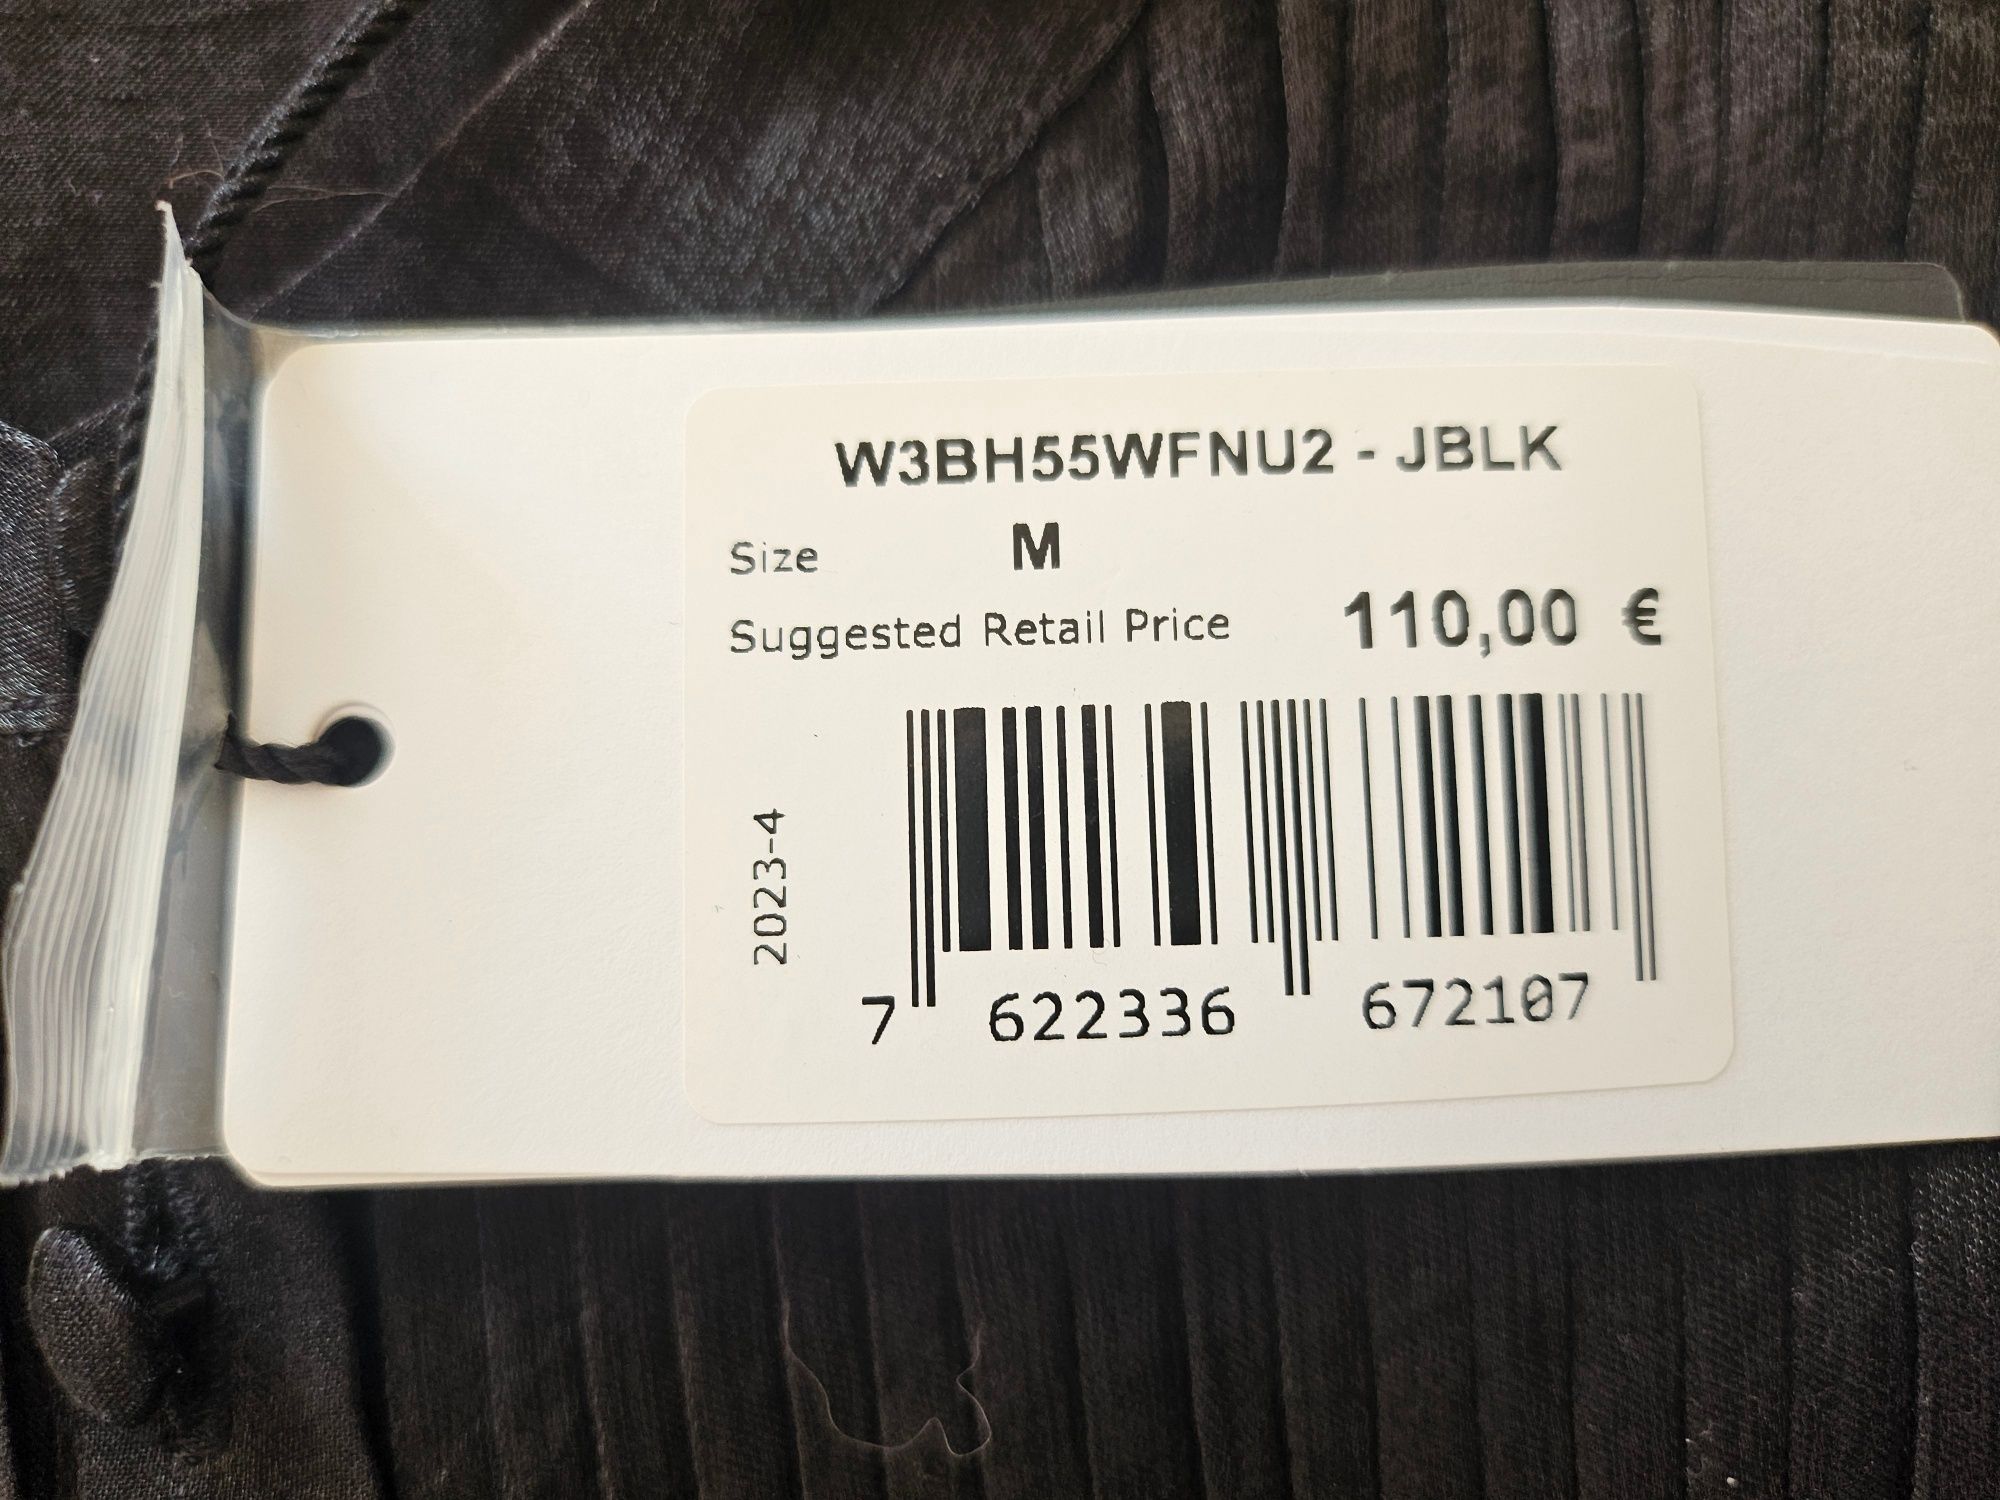 W3BH55WFNU2 - JBLK
Size M
Suggested Retail Price 110,00 €
2023-4
7 622336 672107